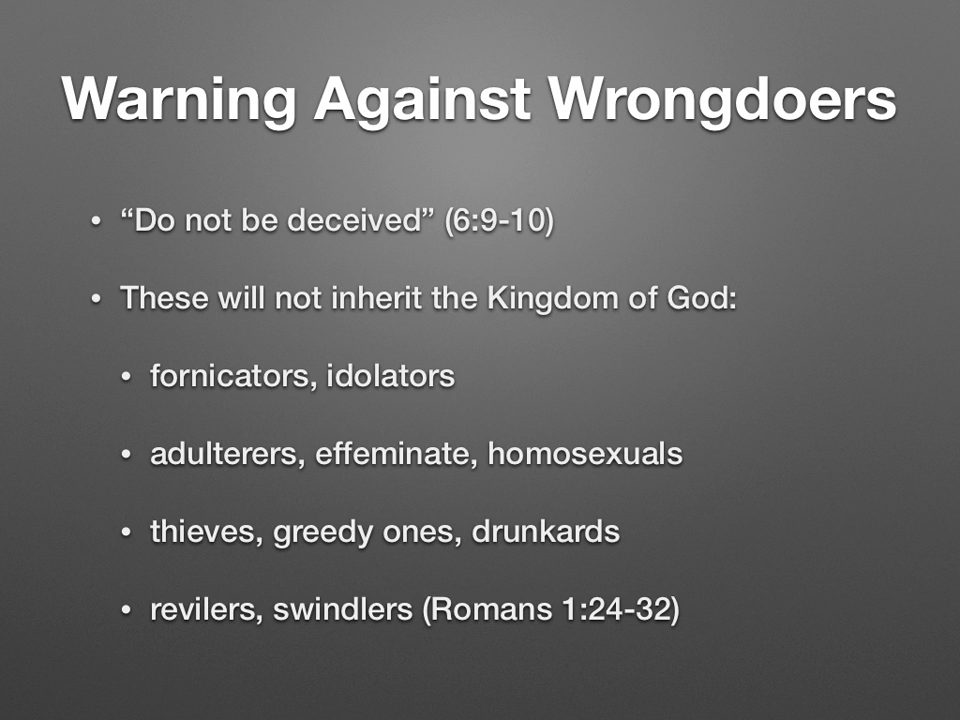 Warning Against Wrongdoers
• “Do not be deceived” (6:9-10)
• These will not inherit the Kingdom of God:
• fornicators, idolators
• adulterers, effeminate, homosexuals
• thieves, greedy ones, drunkards
• revilers, swindlers (Romans 1:24-32)